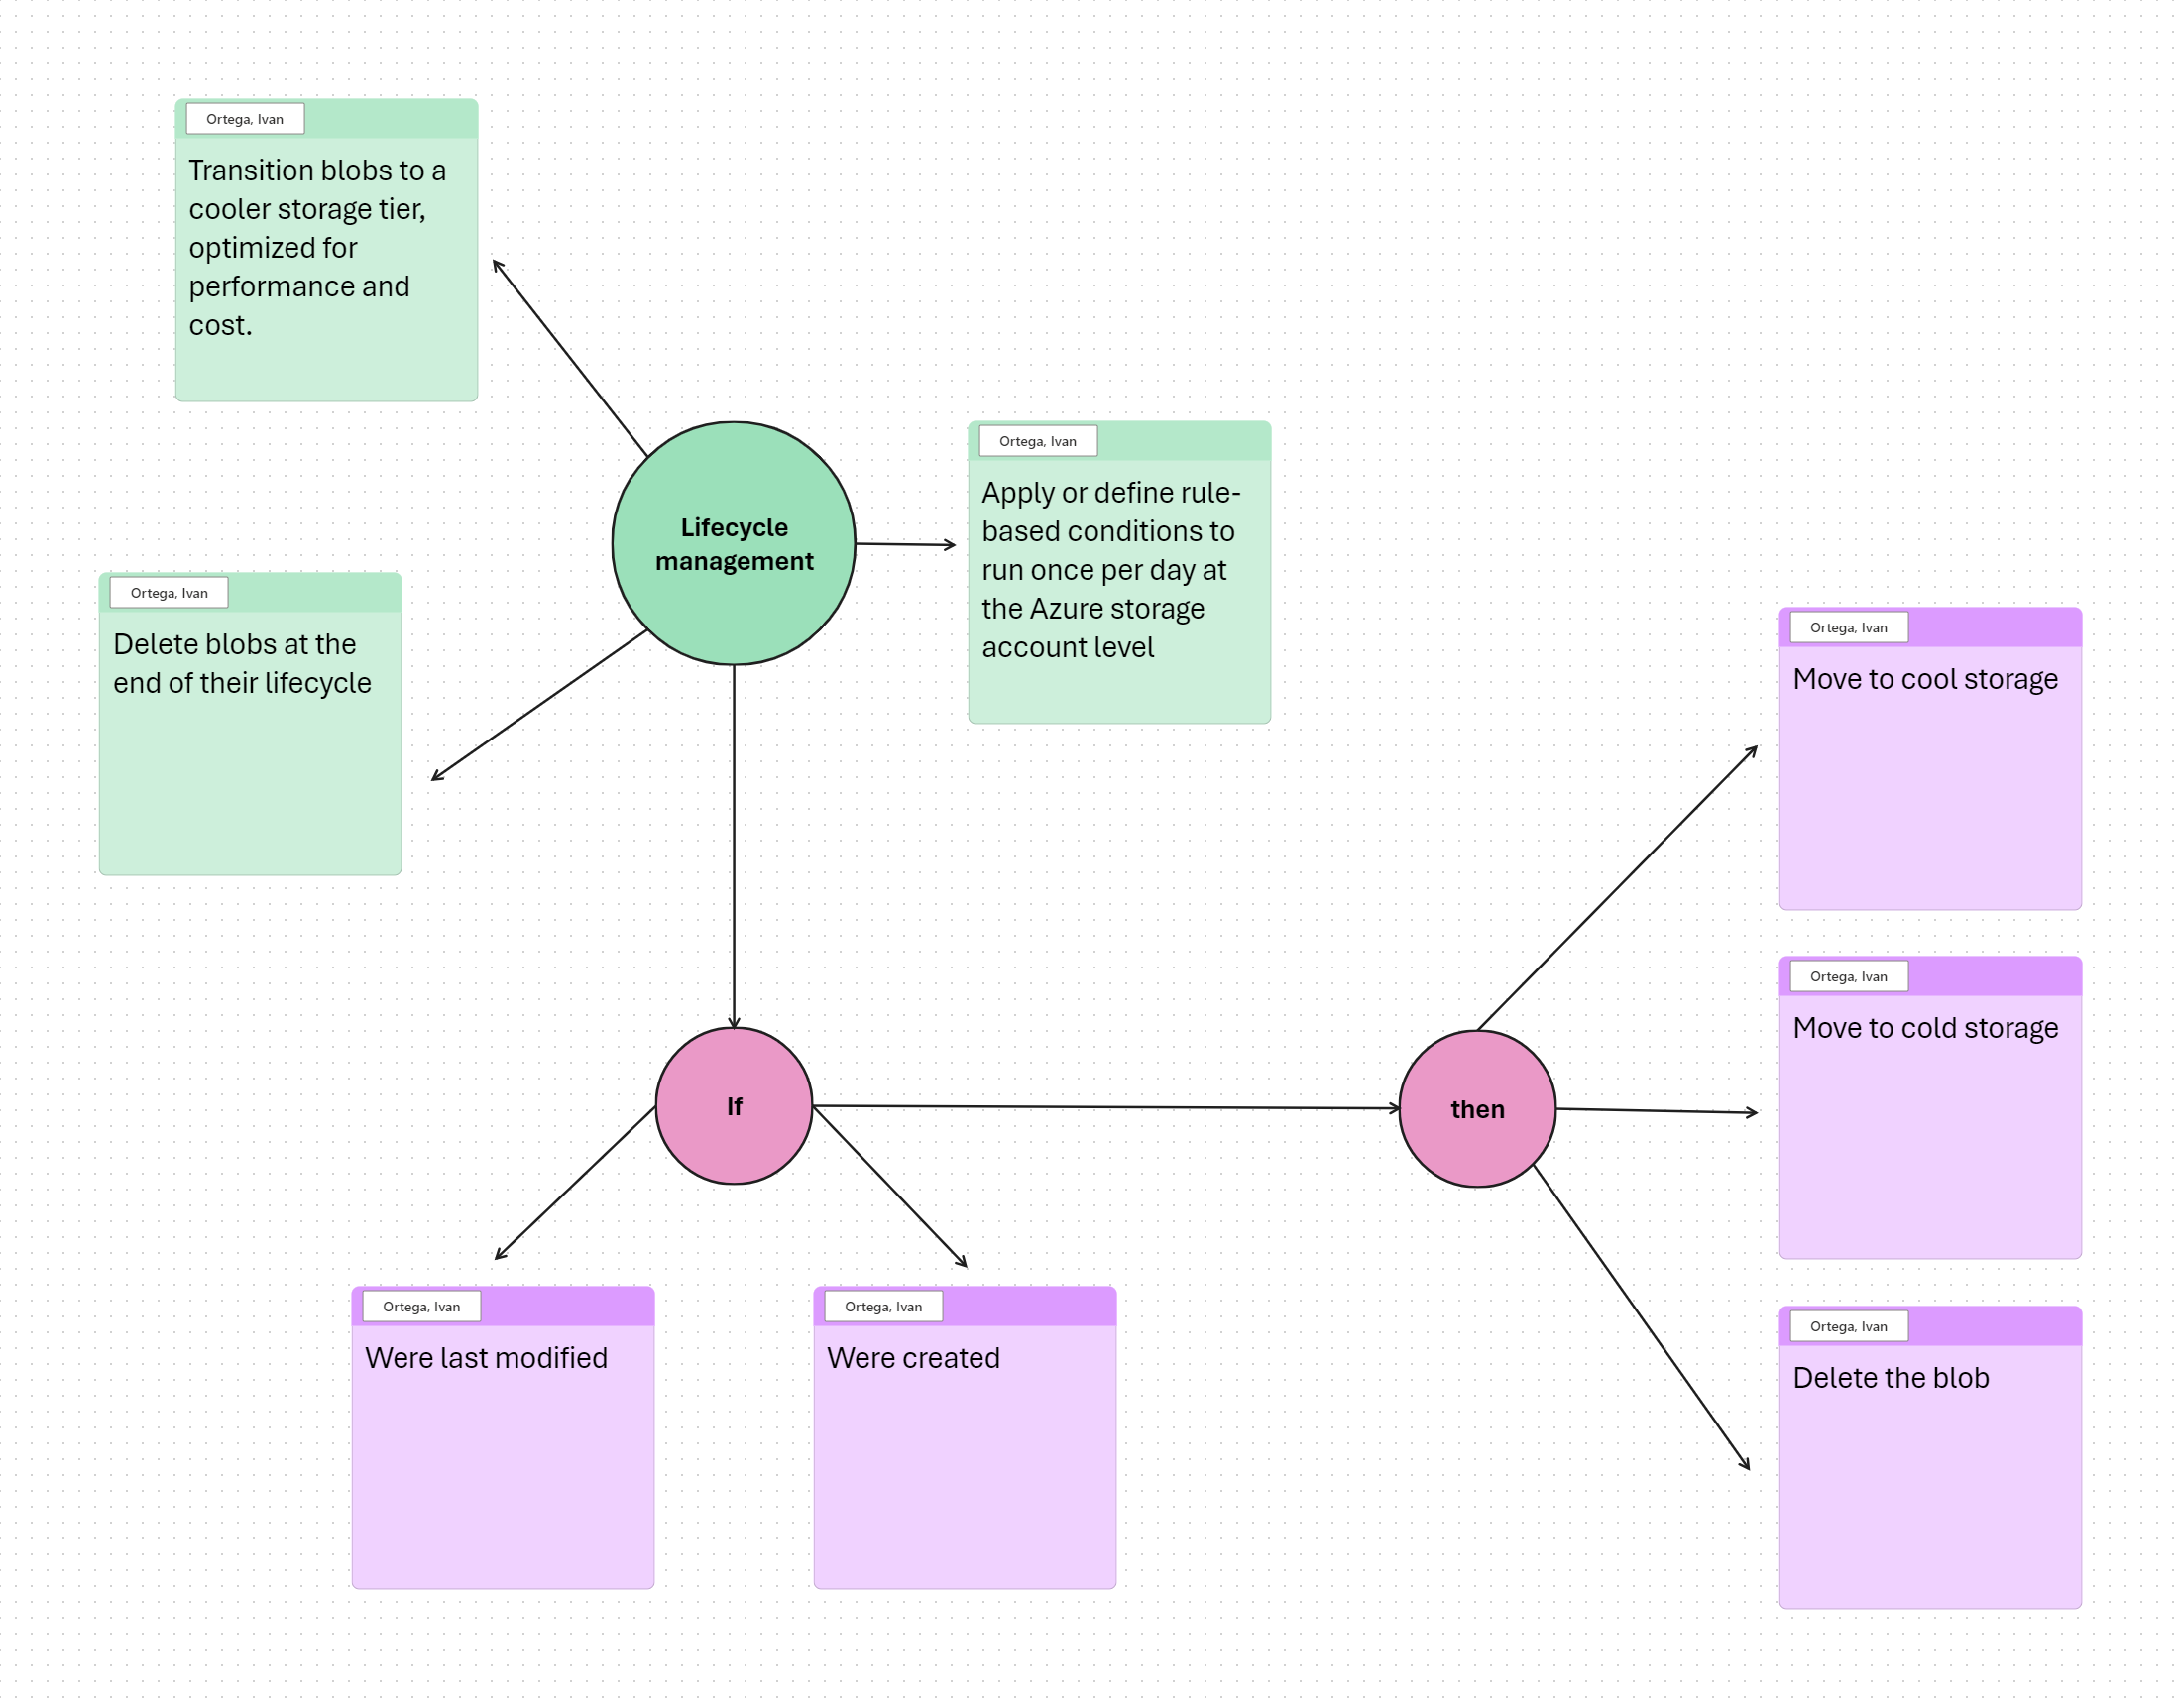 Ortega, Ivan
Transition blobs to a
cooler storage tier,
optimized for
performance and
cost.
Lifecycle
management
Ortega, Ivan
Apply or define rule-
based conditions to
run once per day at
the Azure storage
account level
Ortega, Ivan
Delete blobs at the
end of their lifecycle
If
Ortega, Ivan
Were last modified
Ortega, Ivan
Were created
then
Ortega, Ivan
Move to cool storage
Ortega, Ivan
Move to cold storage
Ortega, Ivan
Delete the blob